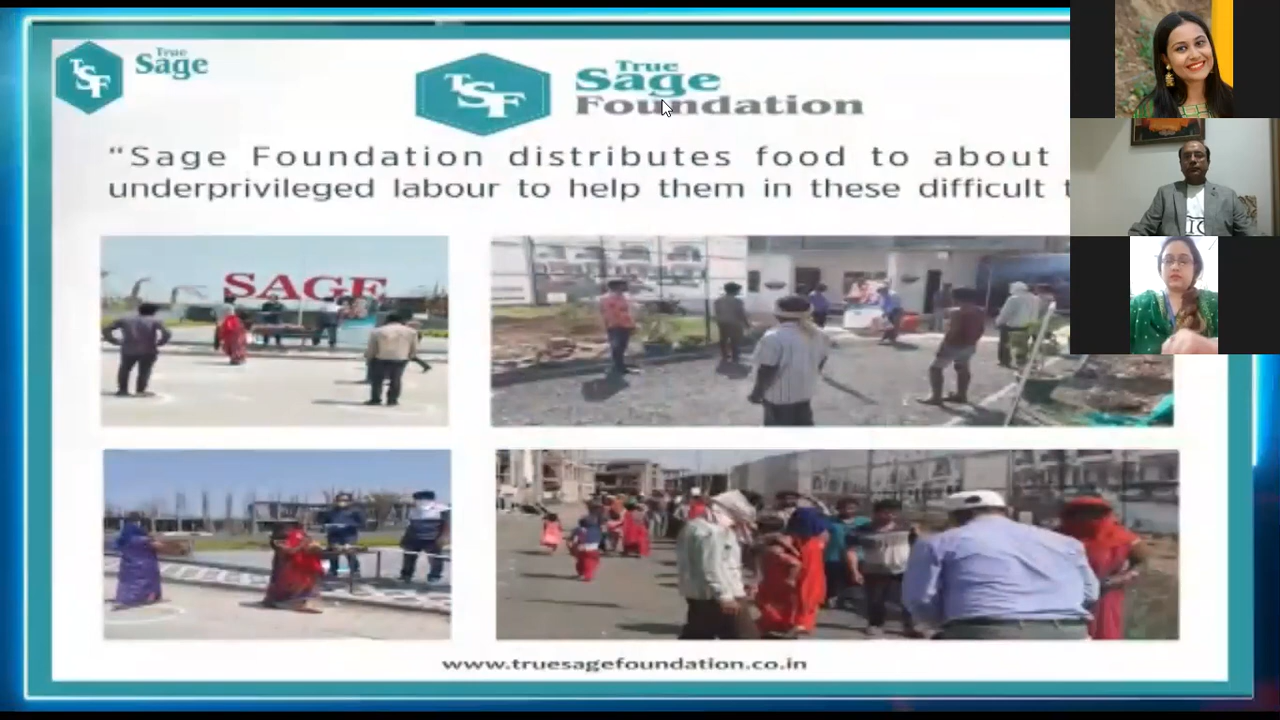 TSF
True
Sage
TSF
True
Sage
Foundation
“Sage Foundation distributes food to about
underprivileged labour to help them in these difficult
SAGE
www.truesagefoundation.co.in